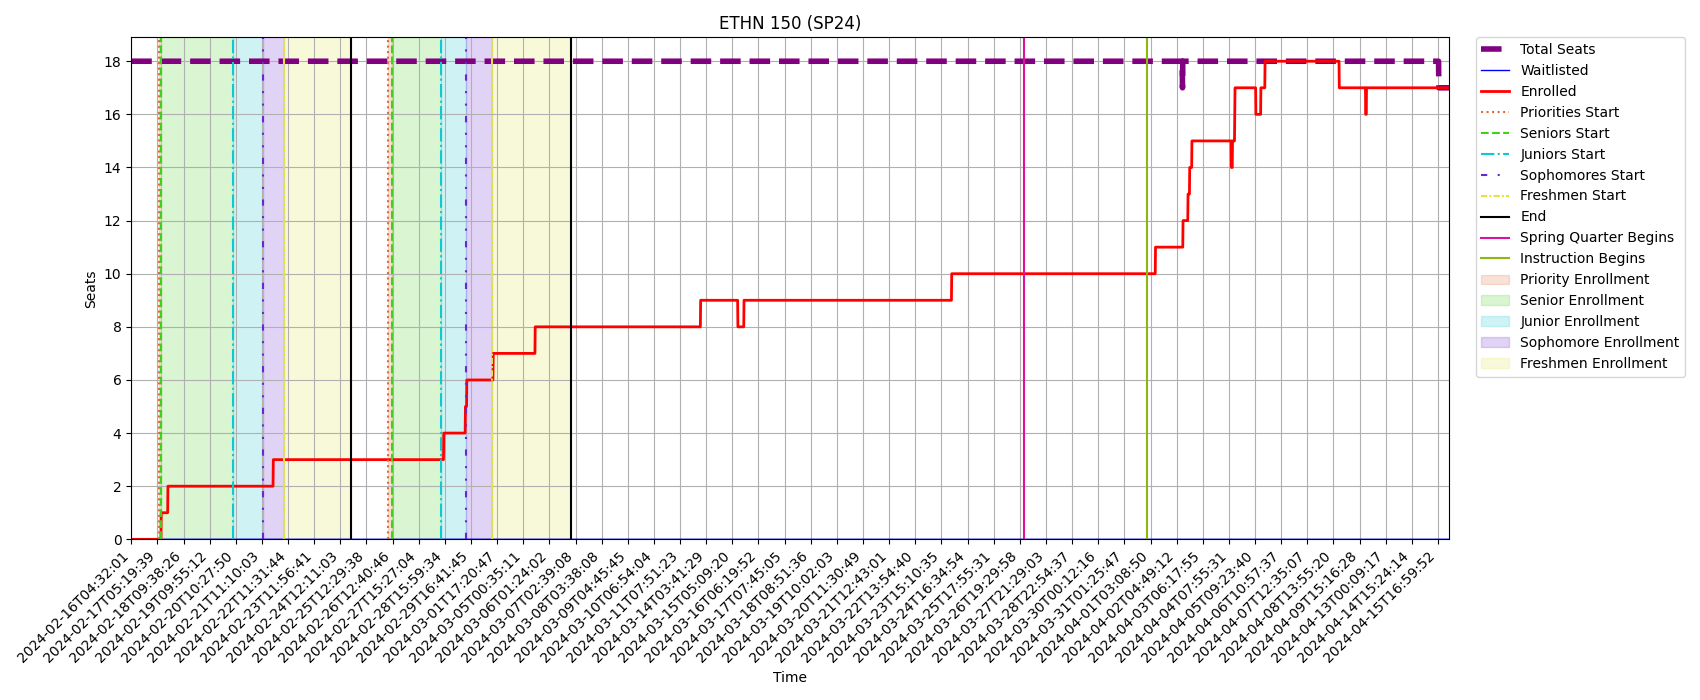 ETHN 150 (SP24)
Seats
18
16
14
12
10
8
6
4
2
0
2024-02-16T04:32:01
2024-02-17T05:19:39
2024-02-18T09:38:26
2024-02-19T09:55:12
2024-02-20T10:27:50
2024-02-21T11:10:03
2024-02-22T11:31:44
2024-02-23T11:56:41
2024-02-24T12:11:03
2024-02-25T12:29:38
2024-02-26T12:40:46
2024-02-27T15:27:04
2024-02-28T15:59:34
2024-02-29T16:41:45
2024-03-01T17:20:47
2024-03-05T00:35:11
2024-03-06T01:24:02
2024-03-07T02:39:08
2024-03-08T03:38:08
2024-03-09T04:45:45
2024-03-10T06:54:04
2024-03-11T07:51:23
2024-03-14T03:41:29
2024-03-15T05:09:20
2024-03-16T06:19:52
2024-03-17T07:45:05
2024-03-18T08:51:36
2024-03-19T10:02:03
2024-03-20T11:30:49
2024-03-21T12:43:01
2024-03-22T13:54:40
2024-03-23T15:10:35
2024-03-24T16:34:54
2024-03-25T17:55:31
2024-03-26T19:29:58
2024-03-27T21:29:03
2024-03-28T22:54:37
2024-03-30T00:12:16
2024-03-31T01:25:47
2024-04-01T03:08:50
2024-04-02T04:49:12
2024-04-03T06:17:55
2024-04-04T07:55:31
2024-04-05T09:23:40
2024-04-06T10:57:37
2024-04-07T12:35:07
2024-04-08T13:55:20
2024-04-09T15:16:28
2024-04-13T00:09:17
2024-04-14T15:24:14
2024-04-15T16:59:52
Time
Total Seats
Waitlisted
Enrolled
Priorities Start
Seniors Start
Juniors Start
Sophomores Start
Freshmen Start
End
Spring Quarter Begins
Instruction Begins
Priority Enrollment
Senior Enrollment
Junior Enrollment
Sophomore Enrollment
Freshmen Enrollment